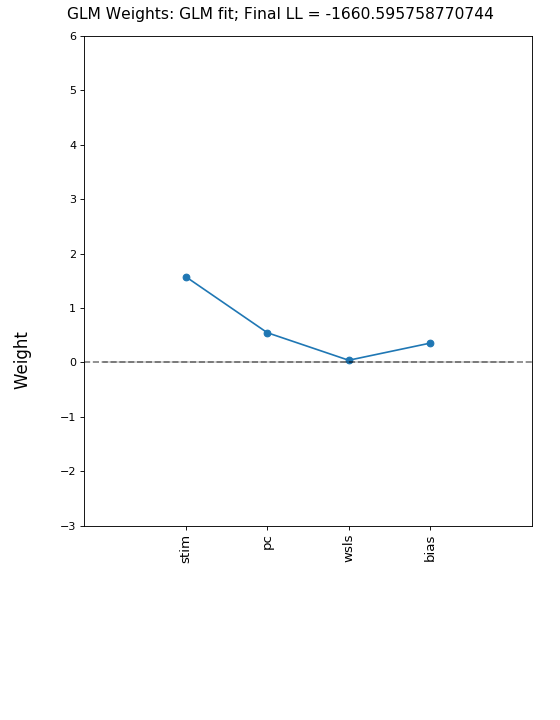 GLM Weights: GLM fit; Final LL = -1660.595758770744
6
5
4
3
2
1
0
−1
−2
−3
Weight
stim
pc
wsls
bias